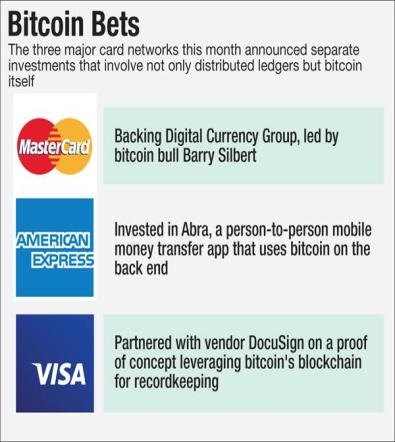 Bitcoin Bets
The three major card networks this month announced separate
investments that involve not only distributed ledgers but bitcoin
itself
MasterCard
Backing Digital Currency Group, led by
bitcoin bull Barry Silbert
AMERICAN
EXPRESS
Invested in Abra, a person-to-person mobile
money transfer app that uses bitcoin on the
back end
VISA
Partnered with vendor DocuSign on a proof
of concept leveraging bitcoin's blockchain
for recordkeeping